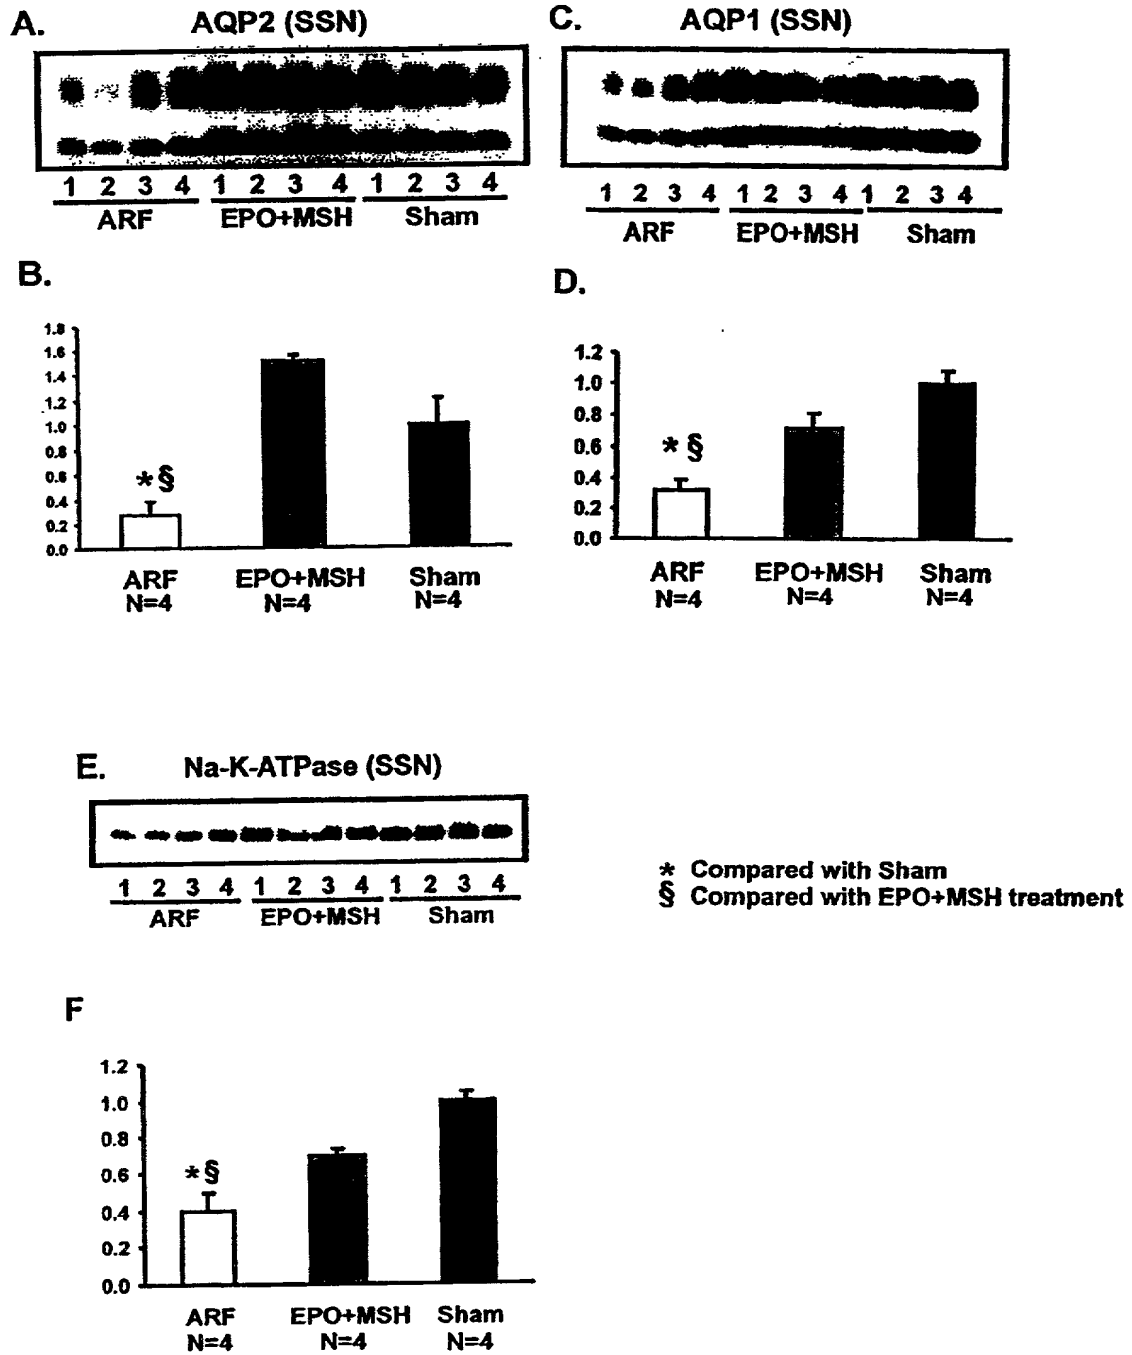 A. AQP2 (SSN)
1 2 3 4 1 2 3 4 1 2 3 4
ARF EPO+MSH Sham
C. AQP1 (SSN)
1 2 3 4 1 2 3 4 1 2 3 4
ARF EPO+MSH Sham
B.
1.8
1.6
1.4
1.2
1.0
0.8
0.6
0.4
0.2
0.0
*§
ARF EPO+MSH Sham
N=4 N=4 N=4
D.
1.2
1.0
0.8
0.6
0.4
0.2
0.0
* §
ARF EPO+MSH Sham
N=4 N=4 N=4
E. Na-K-ATPase (SSN)
1 2 3 4 1 2 3 4 1 2 3 4
ARF EPO+MSH Sham
* Compared with Sham
§ Compared with EPO+MSH treatment
F
1.2
1.0
0.8
0.6
0.4
0.2
0.0
*§
ARF EPO+MSH Sham
N=4 N=4 N=4